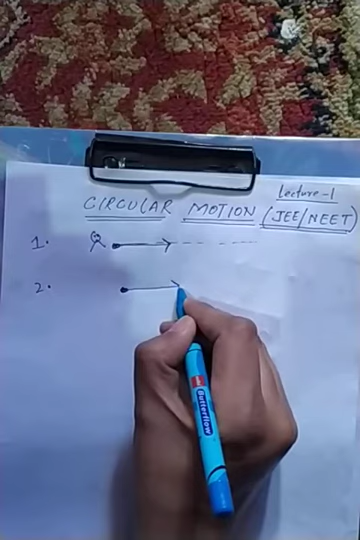 Lecture-1
CIRCULAR MOTION (JEE/NEET)
1.
2.
Butterflow